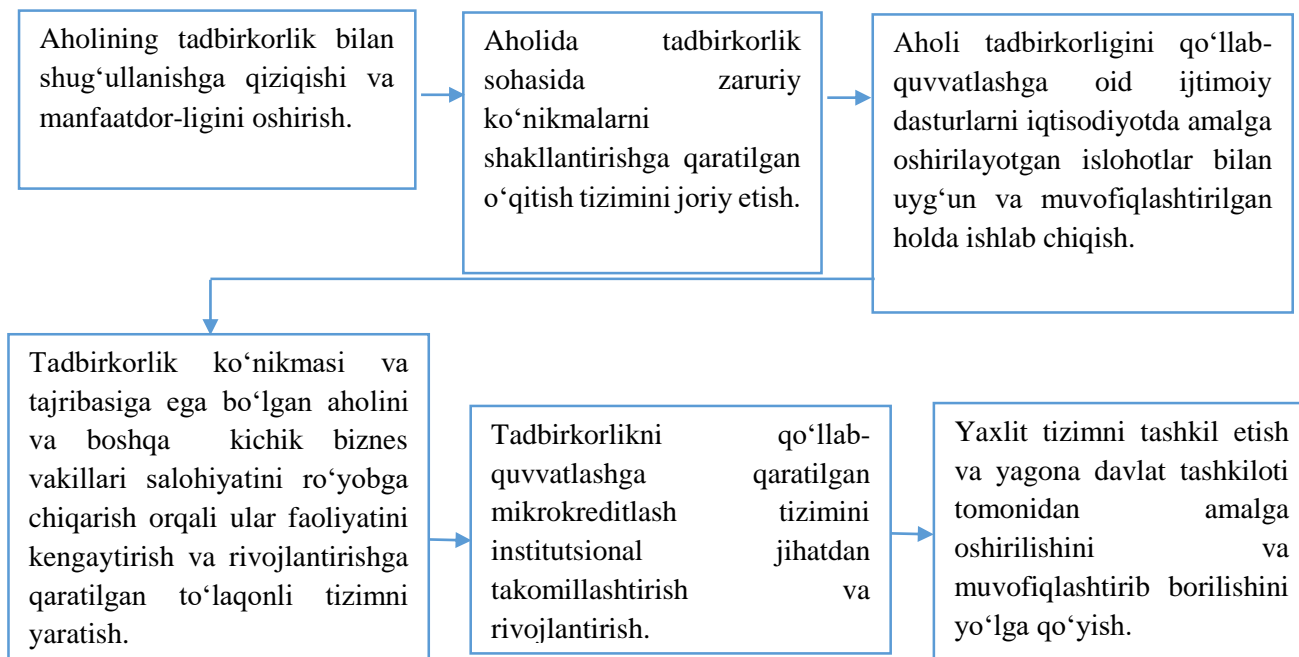 Aholining tadbirkorlik bilan
shug‘ullanishga qiziqishi va
manfaatdor-ligini oshirish.
Aholida tadbirkorlik
sohasida zaruriy
ko‘nikmalarni
shakllantirishga qaratilgan
o‘qitish tizimini joriy etish.
Aholi tadbirkorligini qo‘llab-
quvvatlashga oid ijtimoiy
dasturlarni iqtisodiyotda amalga
oshirilayotgan islohotlar bilan
uyg‘un va muvofiqlashtirilgan
holda ishlab chiqish.
Tadbirkorlik ko‘nikmasi va
tajribasiga ega bo‘lgan aholini
va boshqa kichik biznes
vakillari salohiyatini ro‘yobga
chiqarish orqali ular faoliyatini
kengaytirish va rivojlantirishga
qaratilgan to‘laqonli tizimni
yaratish.
Tadbirkorlikni qo‘llab-
quvvatlashga qaratilgan
mikrokreditlash tizimini
institutsional jihatdan
takomillashtirish va
rivojlantirish.
Yaxlit tizimni tashkil etish
va yagona davlat tashkiloti
tomonidan amalga
oshirilishini va
muvofiqlashtirib borilishini
yo‘lga qo‘yish.